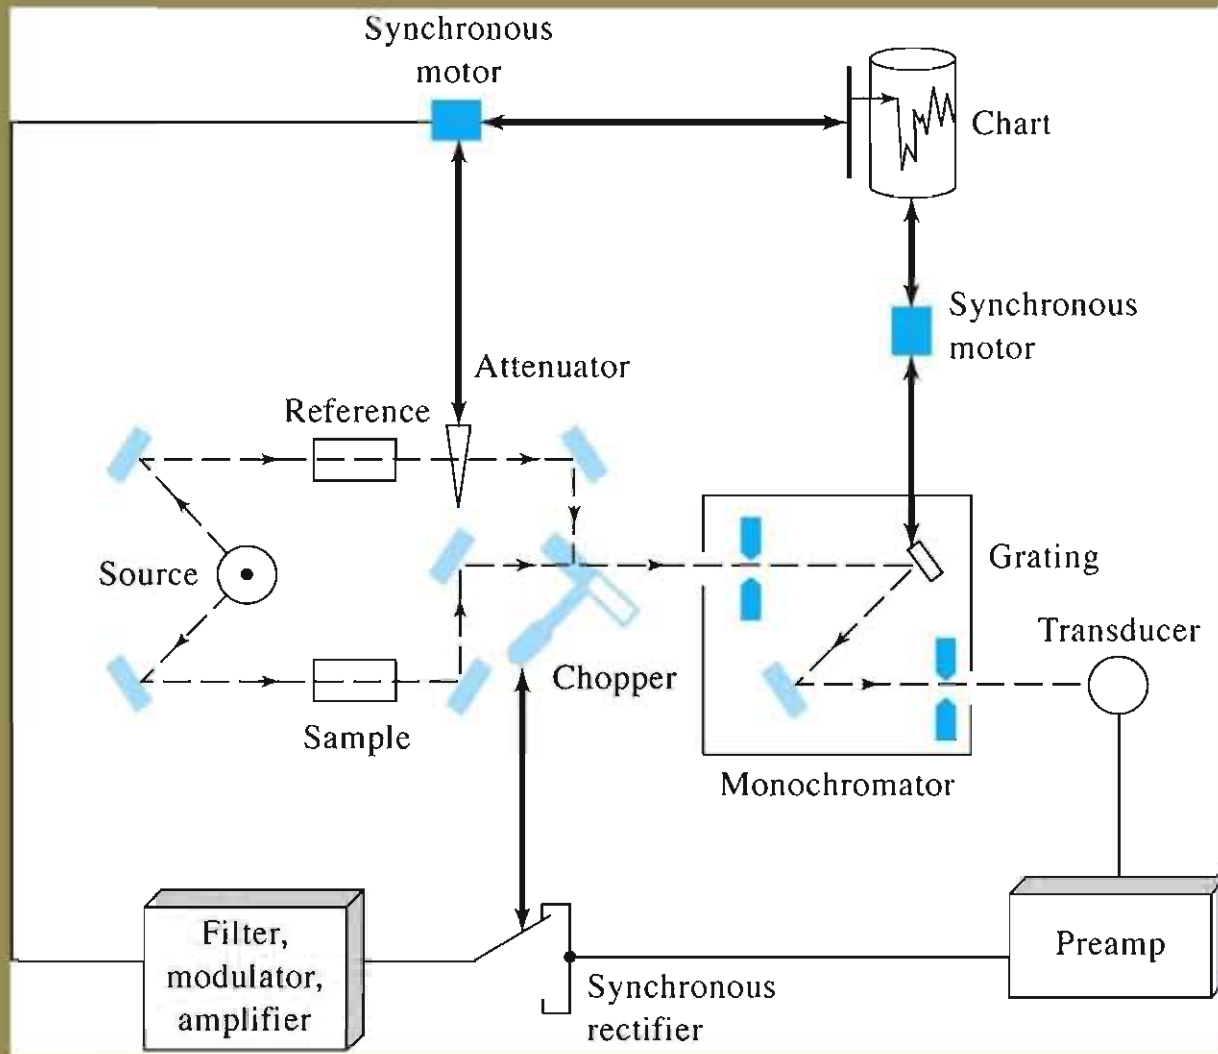 Synchronous
motor
Chart
Synchronous
motor
Attenuator
Reference
Source
Grating
Transducer
Chopper
Sample
Monochromator
Filter,
modulator,
amplifier
Preamp
Synchronous
rectifier